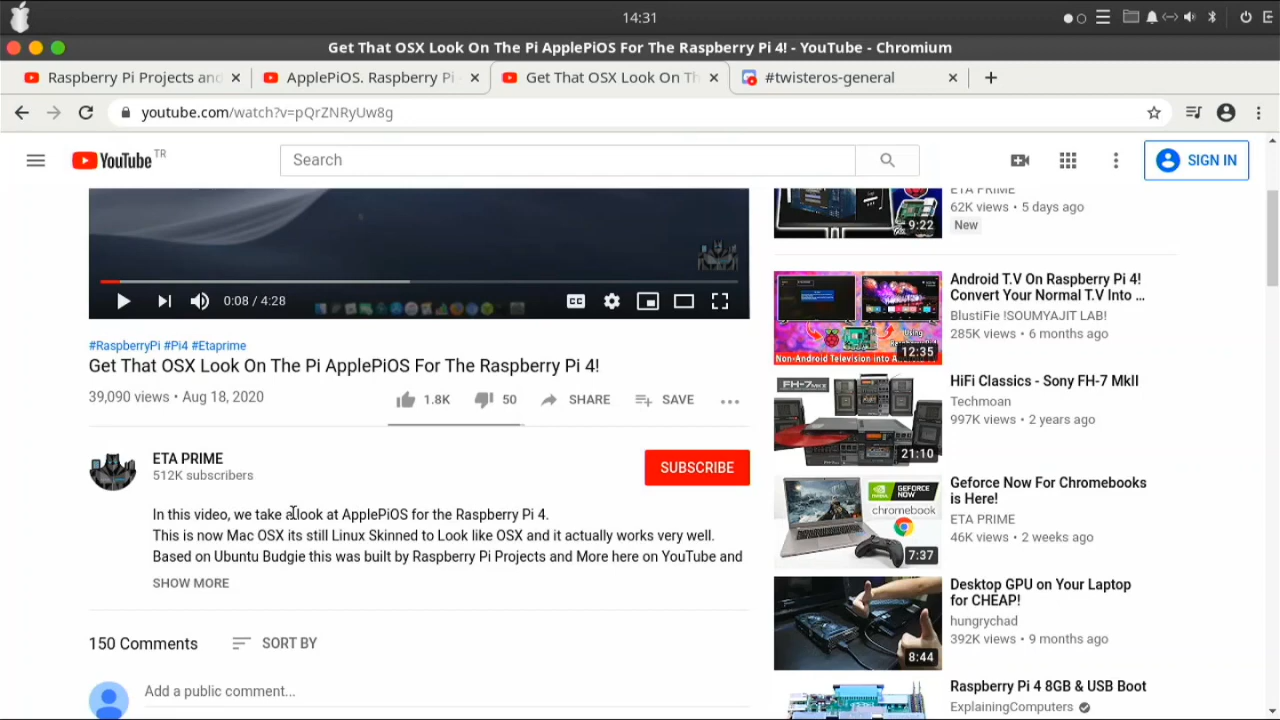 14:31
Get That OSX Look On The Pi ApplePiOS For The Raspberry Pi 4! - YouTube - Chromium
Raspberry Pi Projects and
ApplePiOS. Raspberry Pi
Get That OSX Look On Th
#twisteros-general
youtube.com/watch?v=pQrZNRyUw8g
YouTube TR
Search
SIGN IN
0:08 / 4:28
CC
#RaspberryPI #Pi4 #Etaprime
Get That OSX Look On The Pi ApplePiOS For The Raspberry Pi 4!
39,090 views • Aug 18, 2020
1.8K
50
SHARE
SAVE
ETA PRIME
512K subscribers
SUBSCRIBE
In this video, we take a look at ApplePiOS for the Raspberry Pi 4.
This is now Mac OSX its still Linux Skinned to Look like OSX and it actually works very well.
Based on Ubuntu Budgie this was built by Raspberry Pi Projects and More here on YouTube and
SHOW MORE
150 Comments
SORT BY
Add a public comment...
9:22
ETA PRIME
62K views • 5 days ago
New
Non-Android Television into A
Using
12:35
Android T.V On Raspberry Pi 4!
Convert Your Normal T.V Into ...
BlustiFie !SOUMYAJIT LAB!
285K views • 6 months ago
FH-7 MKII
21:10
HiFi Classics - Sony FH-7 MkII
Techmoan
997K views • 2 years ago
NVIDIA
GEFORCE
NOW
chromebook
7:37
Geforce Now For Chromebooks
is Here!
ETA PRIME
46K views • 2 weeks ago
8:44
Desktop GPU on Your Laptop
for CHEAP!
hungrychad
392K views • 9 months ago
Raspberry Pi 4 8GB & USB Boot
ExplainingComputers